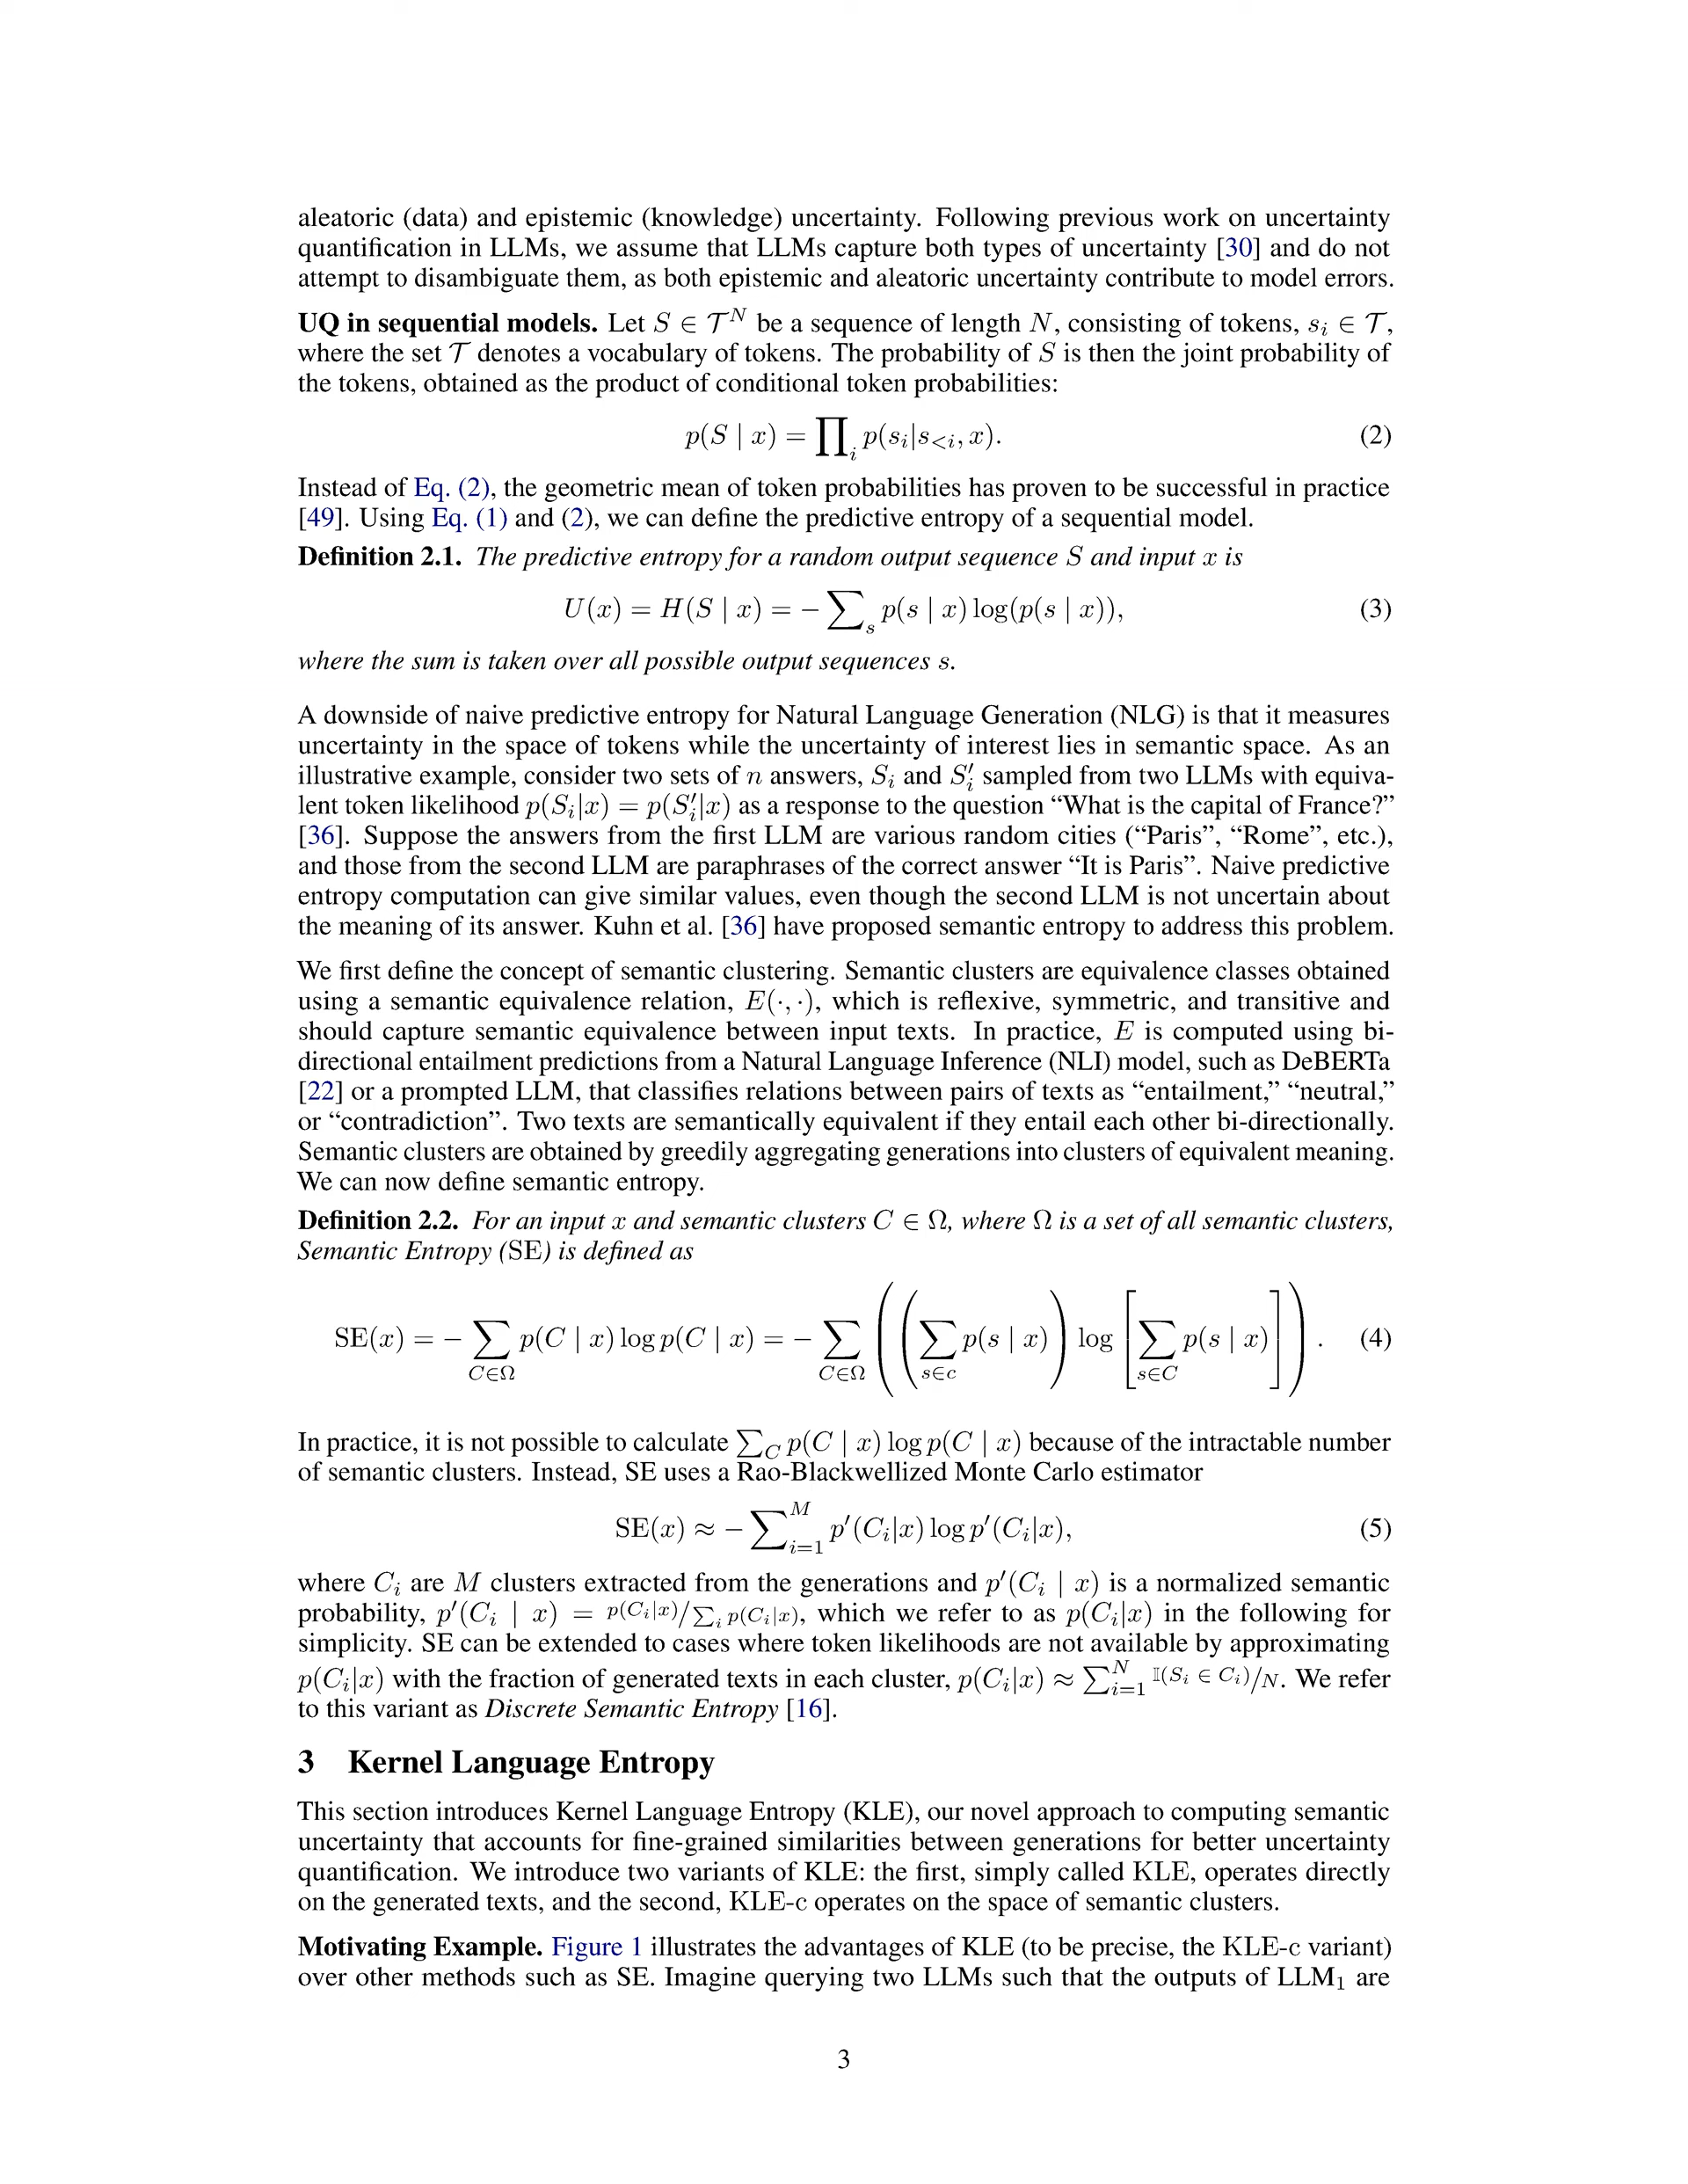 aleatoric (data) and epistemic (knowledge) uncertainty. Following previous work on uncertainty
quantification in LLMs, we assume that LLMs capture both types of uncertainty [30] and do not
attempt to disambiguate them, as both epistemic and aleatoric uncertainty contribute to model errors.
UQ in sequential models. Let S ∈ 𝒯^N be a sequence of length N, consisting of tokens, s_i ∈ 𝒯,
where the set 𝒯 denotes a vocabulary of tokens. The probability of S is then the joint probability of
the tokens, obtained as the product of conditional token probabilities:
p(S | x) = ∏_i p(s_i|s_{<i}, x). (2)
Instead of Eq. (2), the geometric mean of token probabilities has proven to be successful in practice
[49]. Using Eq. (1) and (2), we can define the predictive entropy of a sequential model.
Definition 2.1. The predictive entropy for a random output sequence S and input x is
U(x) = H(S | x) = − ∑_s p(s | x) log(p(s | x)), (3)
where the sum is taken over all possible output sequences s.
A downside of naive predictive entropy for Natural Language Generation (NLG) is that it measures
uncertainty in the space of tokens while the uncertainty of interest lies in semantic space. As an
illustrative example, consider two sets of n answers, S_i and S′_i sampled from two LLMs with equiva-
lent token likelihood p(S_i|x) = p(S′_i|x) as a response to the question “What is the capital of France?”
[36]. Suppose the answers from the first LLM are various random cities (“Paris”, “Rome”, etc.),
and those from the second LLM are paraphrases of the correct answer “It is Paris”. Naive predictive
entropy computation can give similar values, even though the second LLM is not uncertain about
the meaning of its answer. Kuhn et al. [36] have proposed semantic entropy to address this problem.
We first define the concept of semantic clustering. Semantic clusters are equivalence classes obtained
using a semantic equivalence relation, E(·, ·), which is reflexive, symmetric, and transitive and
should capture semantic equivalence between input texts. In practice, E is computed using bi-
directional entailment predictions from a Natural Language Inference (NLI) model, such as DeBERTa
[22] or a prompted LLM, that classifies relations between pairs of texts as “entailment,” “neutral,”
or “contradiction”. Two texts are semantically equivalent if they entail each other bi-directionally.
Semantic clusters are obtained by greedily aggregating generations into clusters of equivalent meaning.
We can now define semantic entropy.
Definition 2.2. For an input x and semantic clusters C ∈ Ω, where Ω is a set of all semantic clusters,
Semantic Entropy (SE) is defined as
SE(x) = − ∑_{C∈Ω} p(C | x) log p(C | x) = − ∑_{C∈Ω} ((∑_{s∈c} p(s | x)) log [∑_{s∈C} p(s | x)]). (4)
In practice, it is not possible to calculate ∑_C p(C | x) log p(C | x) because of the intractable number
of semantic clusters. Instead, SE uses a Rao-Blackwellized Monte Carlo estimator
SE(x) ≈ − ∑_{i=1}^M p′(C_i|x) log p′(C_i|x), (5)
where C_i are M clusters extracted from the generations and p′(C_i | x) is a normalized semantic
probability, p′(C_i | x) = p(C_i|x)/∑_i p(C_i|x), which we refer to as p(C_i|x) in the following for
simplicity. SE can be extended to cases where token likelihoods are not available by approximating
p(C_i|x) with the fraction of generated texts in each cluster, p(C_i|x) ≈ ∑_{i=1}^N 𝕀(S_i ∈ C_i)/N. We refer
to this variant as Discrete Semantic Entropy [16].
3 Kernel Language Entropy
This section introduces Kernel Language Entropy (KLE), our novel approach to computing semantic
uncertainty that accounts for fine-grained similarities between generations for better uncertainty
quantification. We introduce two variants of KLE: the first, simply called KLE, operates directly
on the generated texts, and the second, KLE-c operates on the space of semantic clusters.
Motivating Example. Figure 1 illustrates the advantages of KLE (to be precise, the KLE-c variant)
over other methods such as SE. Imagine querying two LLMs such that the outputs of LLM_1 are
3